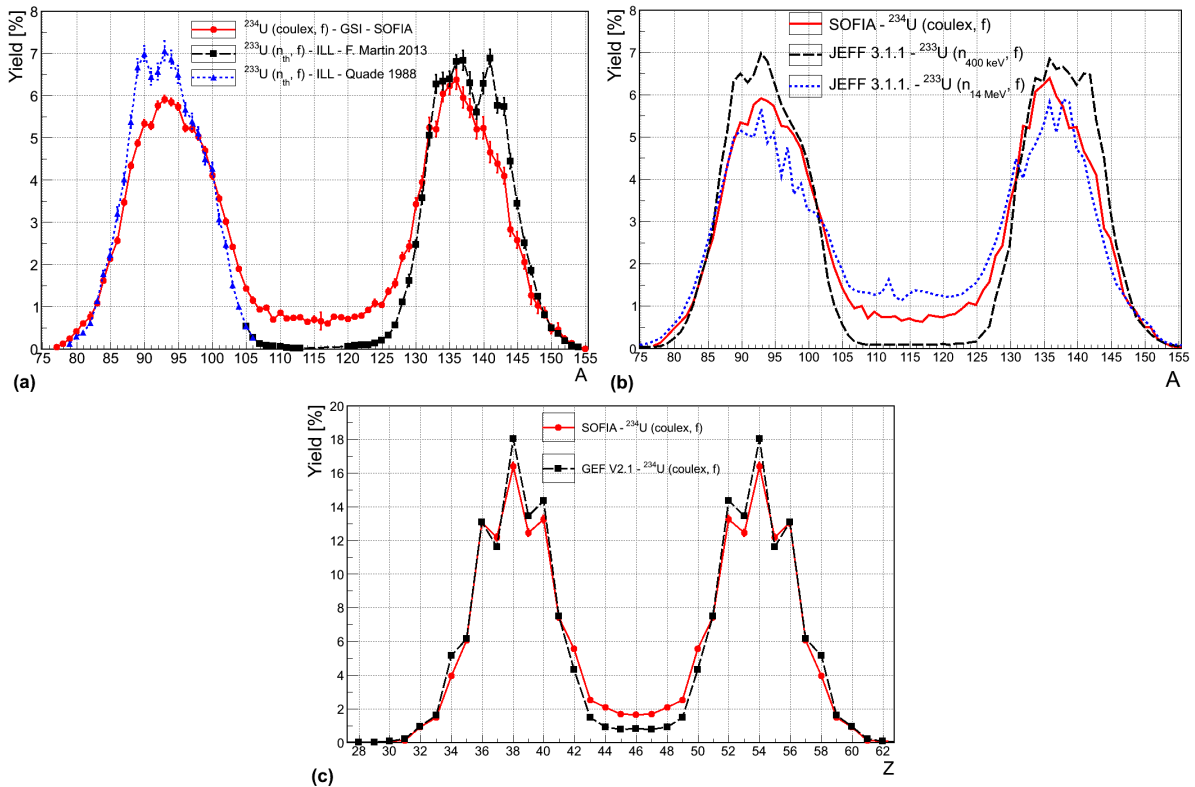 Yield [%]
8
7
6
5
4
3
2
1
0
²³⁴U (coulex, f) - GSI - SOFIA
²³³U (nₜₕ, f) - ILL - F. Martin 2013
²³³U (nₜₕ, f) - ILL - Quade 1988
75 80 85 90 95 100 105 110 115 120 125 130 135 140 145 150 155
A
(a)
Yield [%]
8
7
6
5
4
3
2
1
0
SOFIA - ²³⁴U (coulex, f)
JEFF 3.1.1 - ²³³U (n400 keV, f)
JEFF 3.1.1. - ²³³U (n14 MeV, f)
75 80 85 90 95 100 105 110 115 120 125 130 135 140 145 150 155
A
(b)
Yield [%]
20
18
16
14
12
10
8
6
4
2
0
SOFIA - ²³⁴U (coulex, f)
GEF V2.1 - ²³⁴U (coulex, f)
28 30 32 34 36 38 40 42 44 46 48 50 52 54 56 58 60 62
Z
(c)